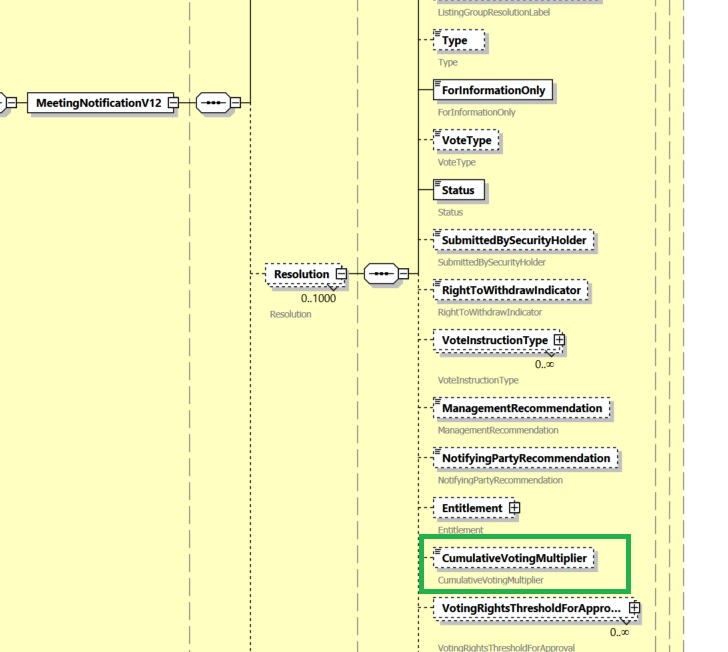 ListingGroupResolutionLabel
Type
Type
ForInformationOnly
ForInformationOnly
MeetingNotificationV12
VoteType
VoteType
Status
Status
SubmittedBySecurityHolder
SubmittedBySecurityHolder
Resolution
0..1000
Resolution
RightToWithdrawIndicator
RightToWithdrawIndicator
VoteInstructionType
0..∞
VoteInstructionType
ManagementRecommendation
ManagementRecommendation
NotifyingPartyRecommendation
NotifyingPartyRecommendation
Entitlement
Entitlement
CumulativeVotingMultiplier
CumulativeVotingMultiplier
VotingRightsThresholdForAppro...
0..∞
VotingRightsThresholdForApproval